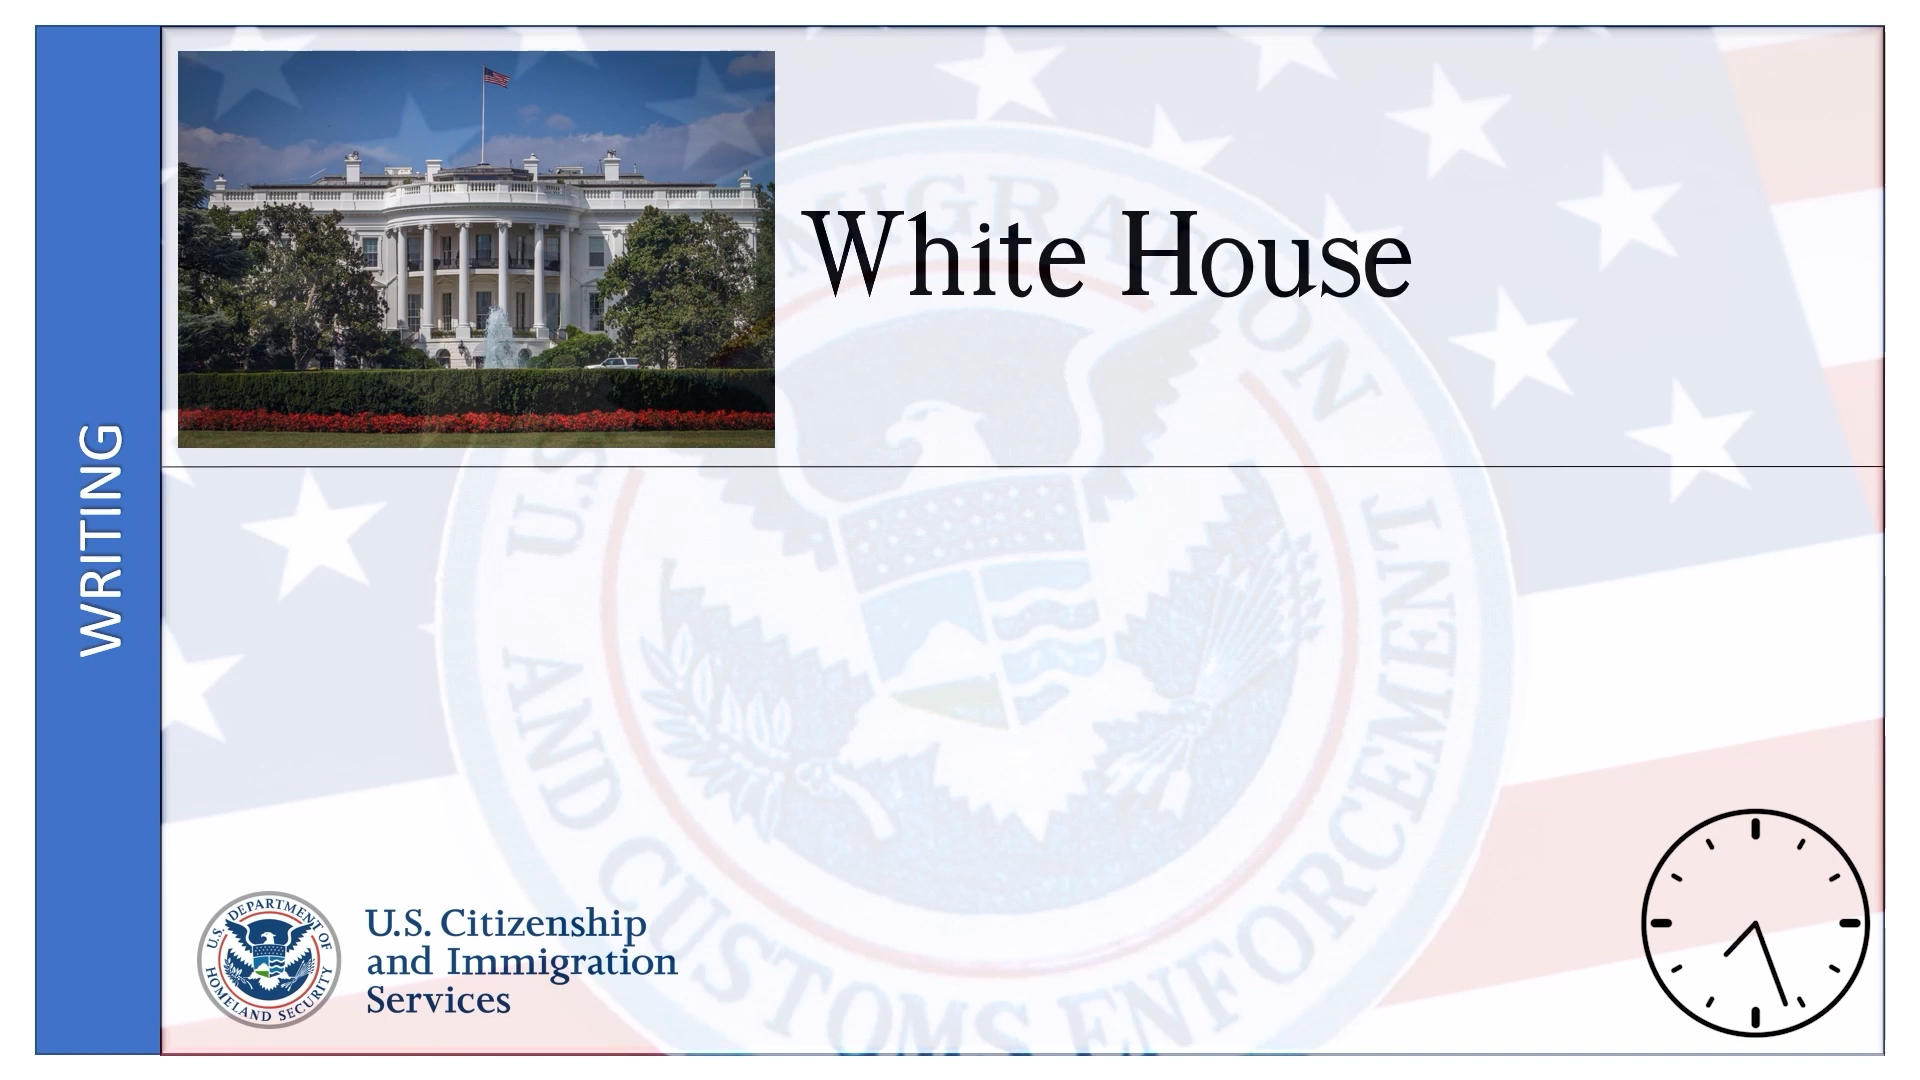 WRITING
White House
U.S. IMMIGRATION
AND CUSTOMS ENFORCEMENT
U.S. DEPARTMENT OF
HOMELAND SECURITY
U.S. Citizenship
and Immigration
Services